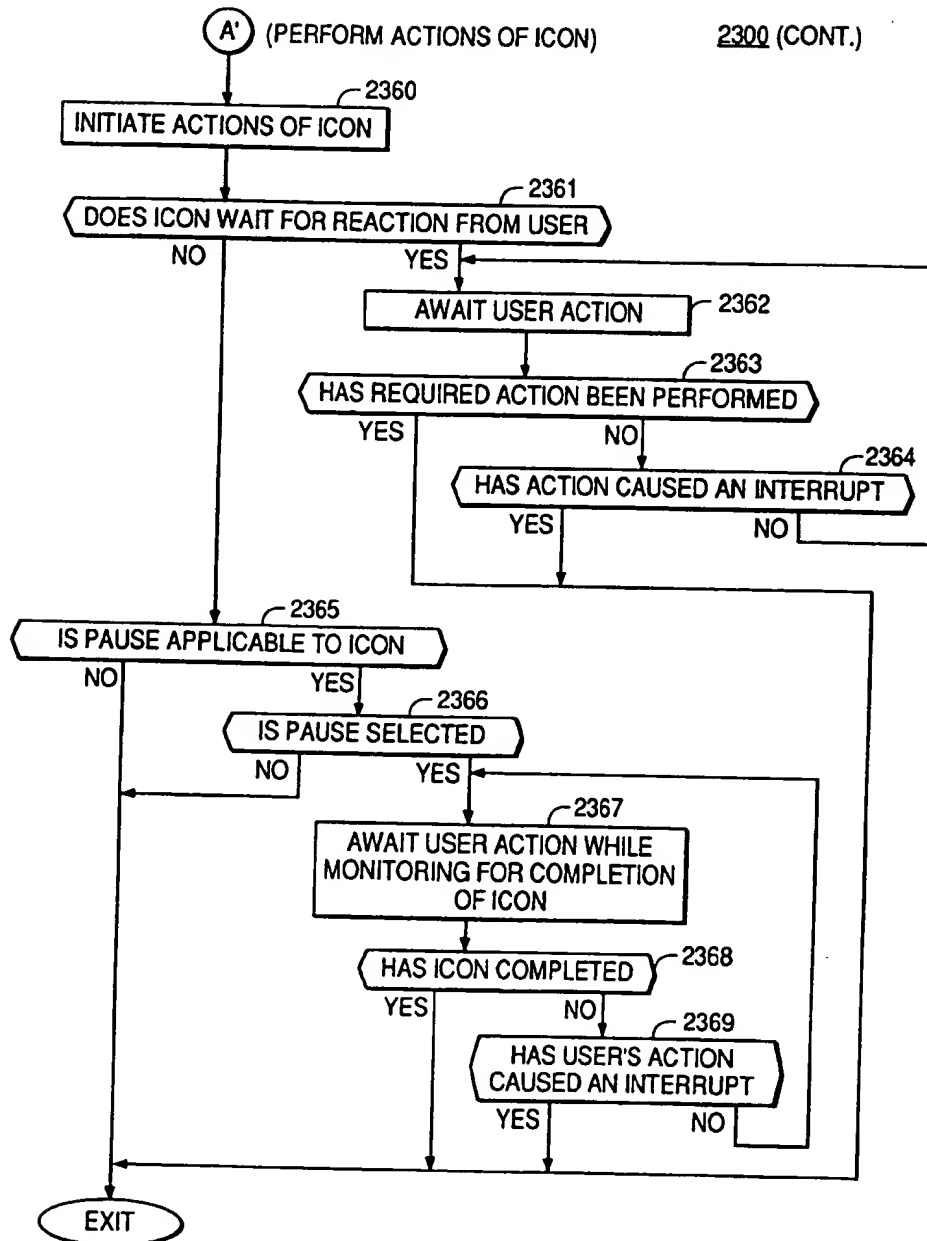 A' (PERFORM ACTIONS OF ICON) 2300 (CONT.)
2360
INITIATE ACTIONS OF ICON
2361
DOES ICON WAIT FOR REACTION FROM USER
NO YES
AWAIT USER ACTION 2362
2363
HAS REQUIRED ACTION BEEN PERFORMED
YES NO
2364
HAS ACTION CAUSED AN INTERRUPT
YES NO
2365
IS PAUSE APPLICABLE TO ICON
NO YES
2366
IS PAUSE SELECTED
NO YES
2367
AWAIT USER ACTION WHILE
MONITORING FOR COMPLETION
OF ICON
2368
HAS ICON COMPLETED
YES NO
2369
HAS USER'S ACTION
CAUSED AN INTERRUPT
YES NO
EXIT